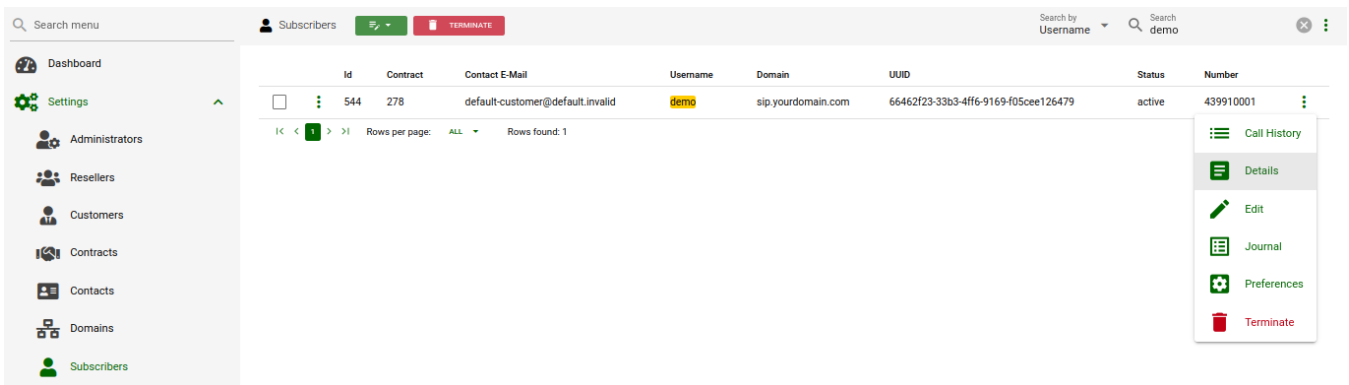 Search menu
Subscribers
TERMINATE
Search by
Username
Search
demo
Dashboard
Settings
Administrators
Resellers
Customers
Contracts
Contacts
Domains
Subscribers
Id Contract Contact E-Mail Username Domain UUID Status Number
544 278 default-customer@default.invalid demo sip.yourdomain.com 66462f23-33b3-4ff6-9169-f05cee126479 active 439910001
1 Rows per page: ALL Rows found: 1
Call History
Details
Edit
Journal
Preferences
Terminate